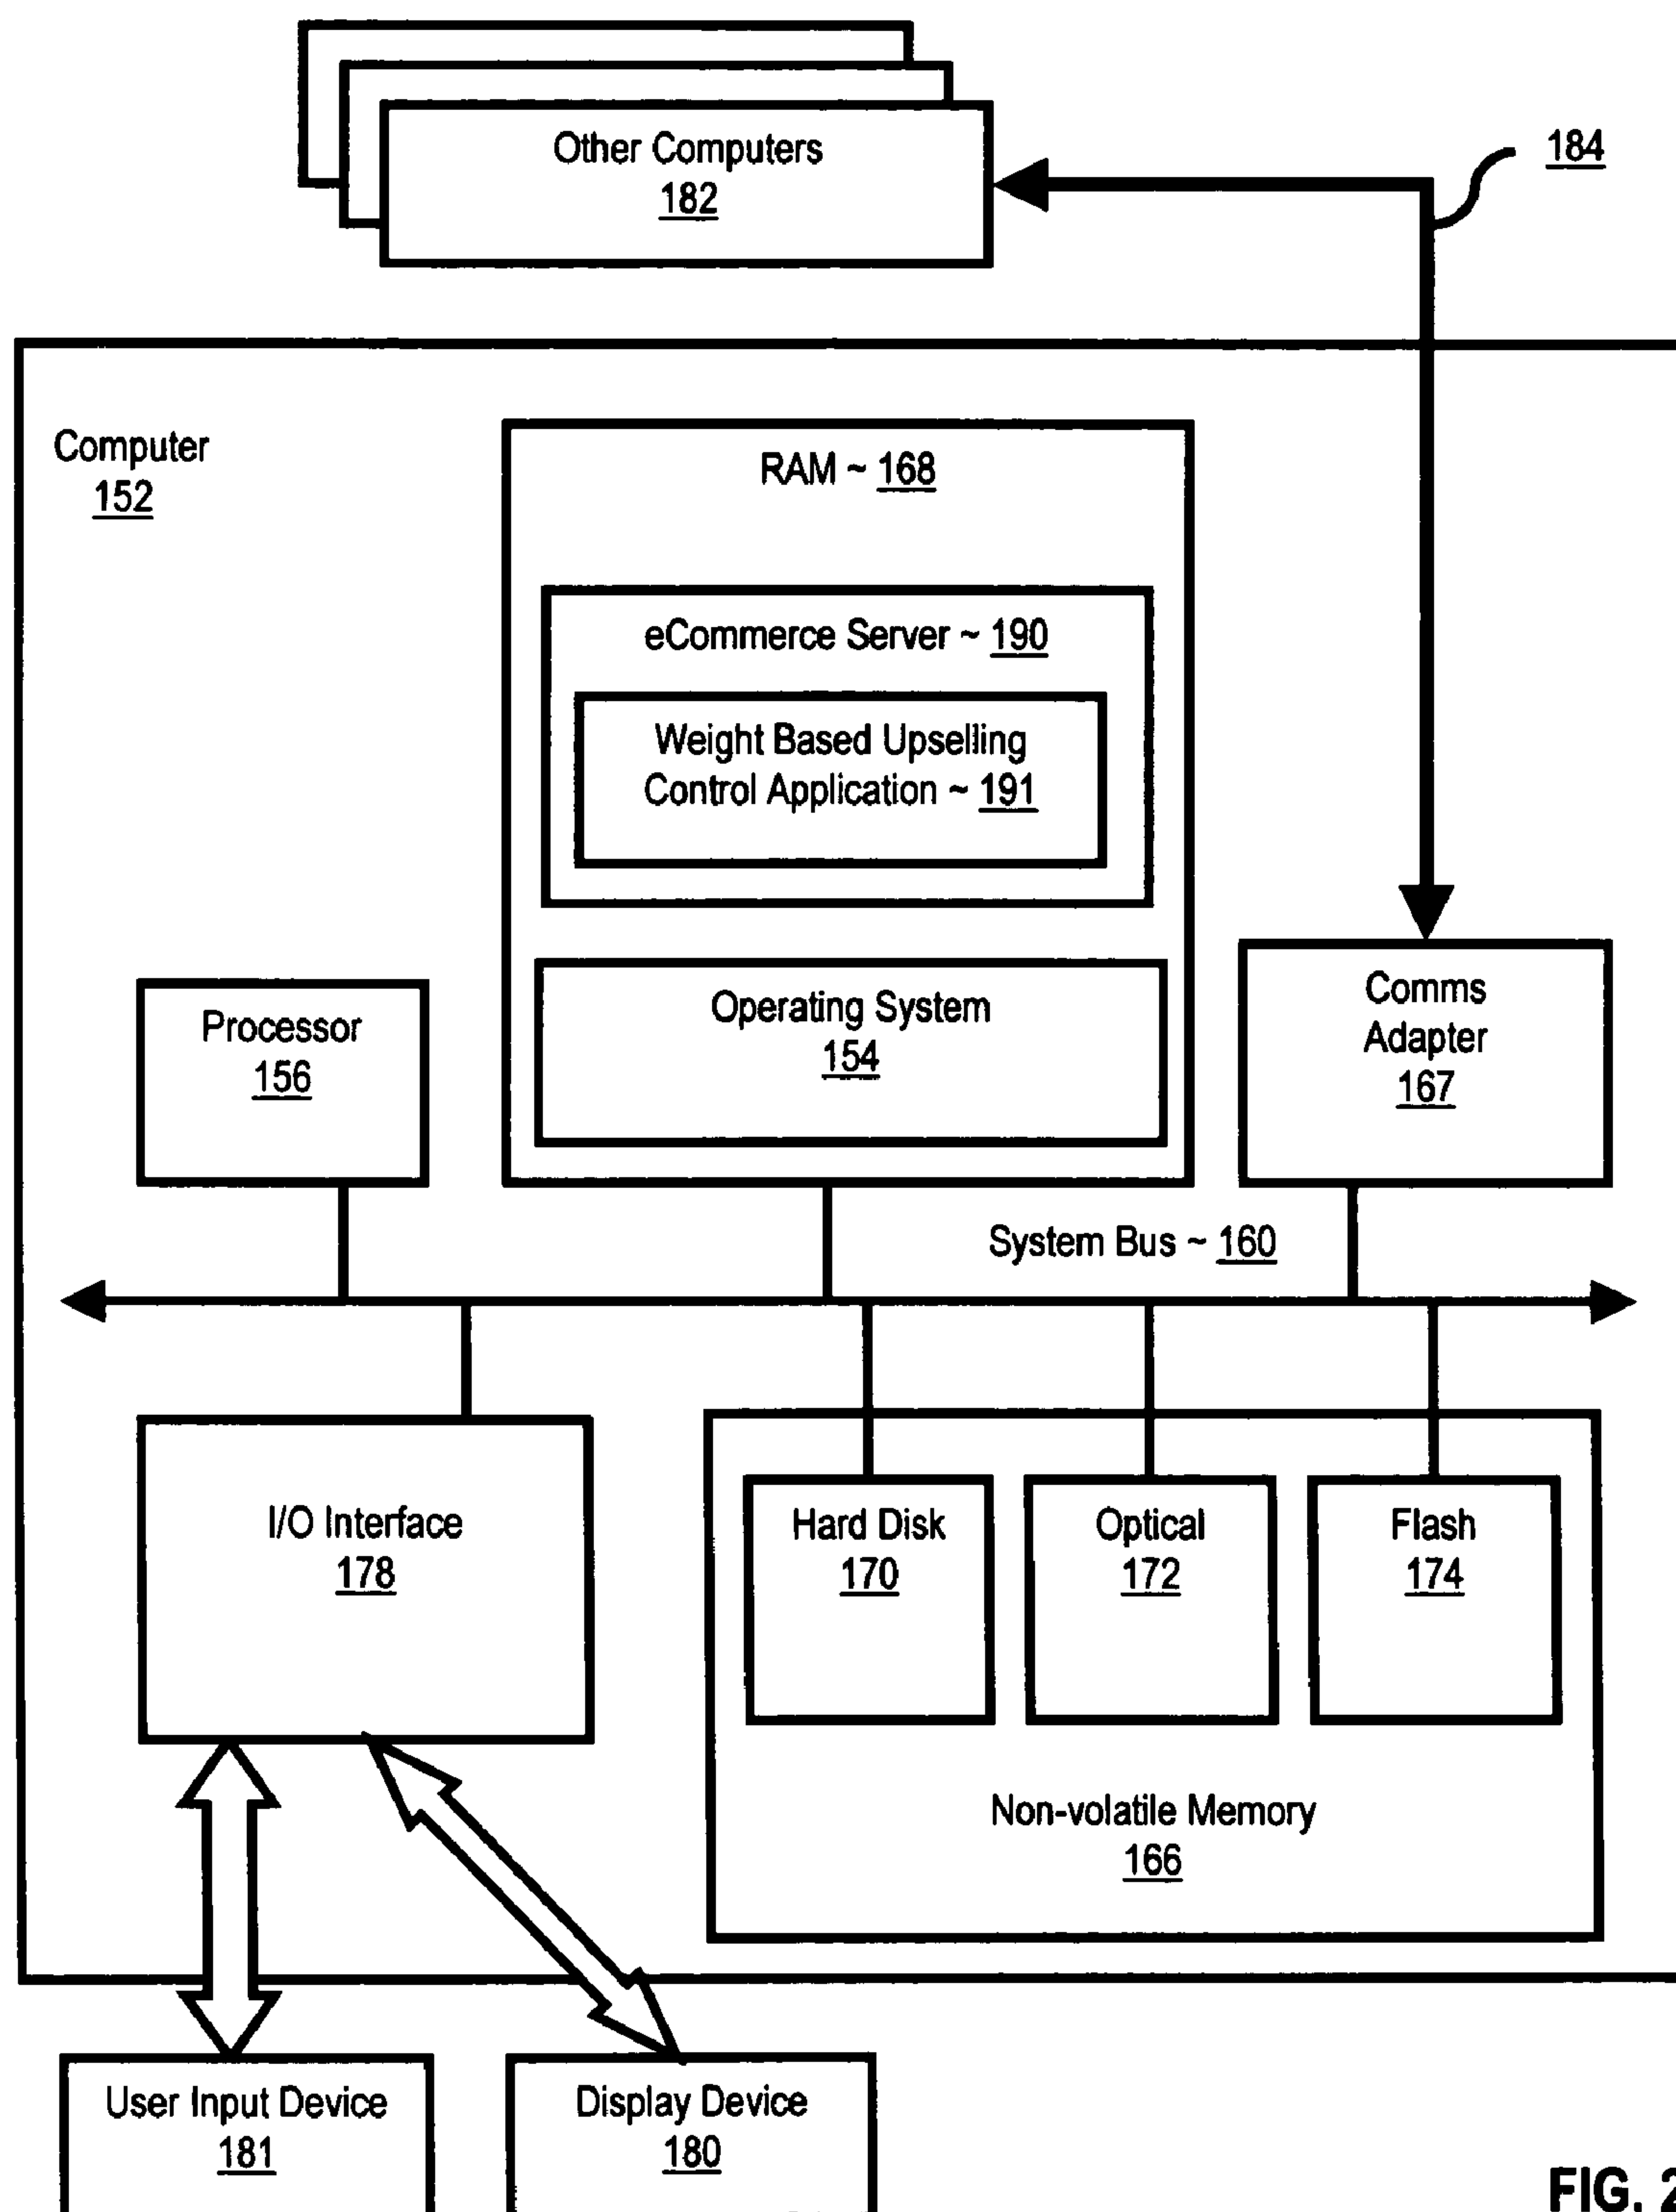 Other Computers
182
184
Computer
152
RAM ~ 168
eCommerce Server ~ 190
Weight Based Upselling
Control Application ~ 191
Operating System
154
Processor
156
Comms
Adapter
167
System Bus ~ 160
I/O Interface
178
Hard Disk
170
Optical
172
Flash
174
Non-volatile Memory
166
User Input Device
181
Display Device
180
FIG. 2